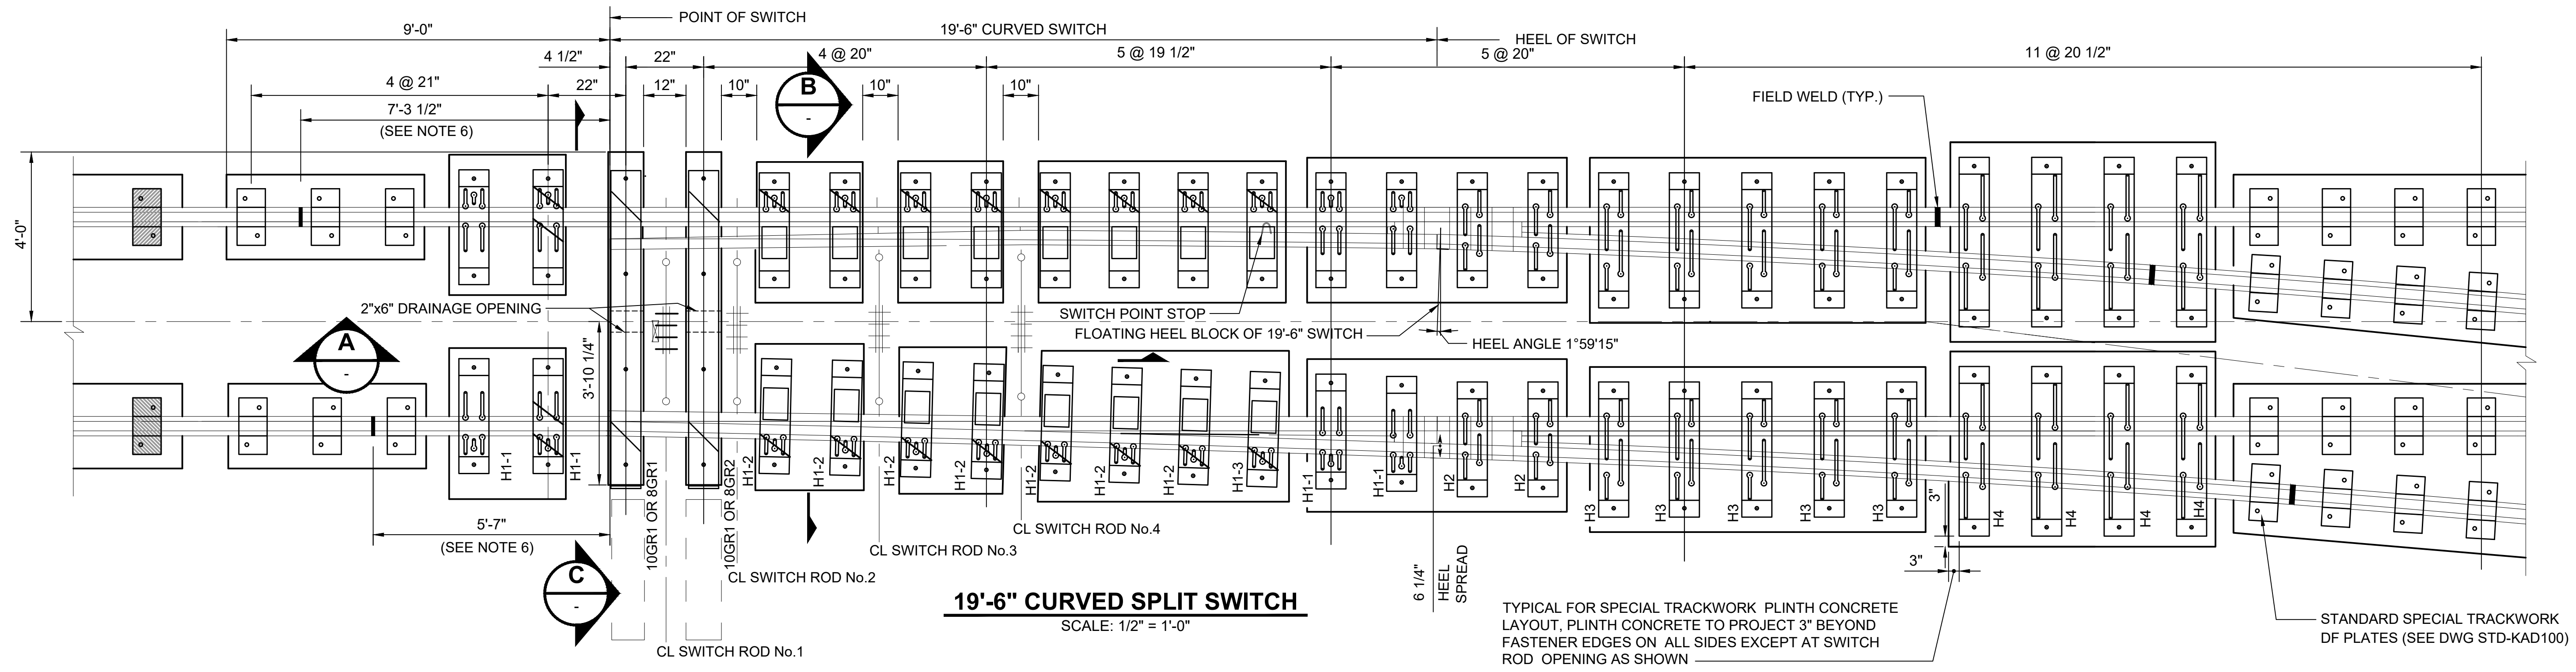 POINT OF SWITCH
9'-0"
19'-6" CURVED SWITCH
HEEL OF SWITCH
4 1/2"
22"
4 @ 20"
5 @ 19 1/2"
5 @ 20"
11 @ 20 1/2"
4 @ 21"
22"
12"
10"
B
-
10"
10"
7'-3 1/2"
(SEE NOTE 6)
FIELD WELD (TYP.)
4'-0"
2"x6" DRAINAGE OPENING
SWITCH POINT STOP
FLOATING HEEL BLOCK OF 19'-6" SWITCH
HEEL ANGLE 1°59'15"
A
-
3'-10 1/4"
H1-1
H1-1
10GR1 OR 8GR1
10GR1 OR 8GR2
H1-2
H1-2
H1-2
H1-2
H1-2
H1-2
H1-2
H1-3
H1-1
H1-1
H2
H2
H3
H3
H3
H3
H3
H4
H4
H4
H4
3"
3"
5'-7"
(SEE NOTE 6)
CL SWITCH ROD No.4
CL SWITCH ROD No.3
CL SWITCH ROD No.2
CL SWITCH ROD No.1
C
-
6 1/4"
HEEL
SPREAD
19'-6" CURVED SPLIT SWITCH
SCALE: 1/2" = 1'-0"
TYPICAL FOR SPECIAL TRACKWORK PLINTH CONCRETE
LAYOUT, PLINTH CONCRETE TO PROJECT 3" BEYOND
FASTENER EDGES ON ALL SIDES EXCEPT AT SWITCH
ROD OPENING AS SHOWN
STANDARD SPECIAL TRACKWORK
DF PLATES (SEE DWG STD-KAD100)